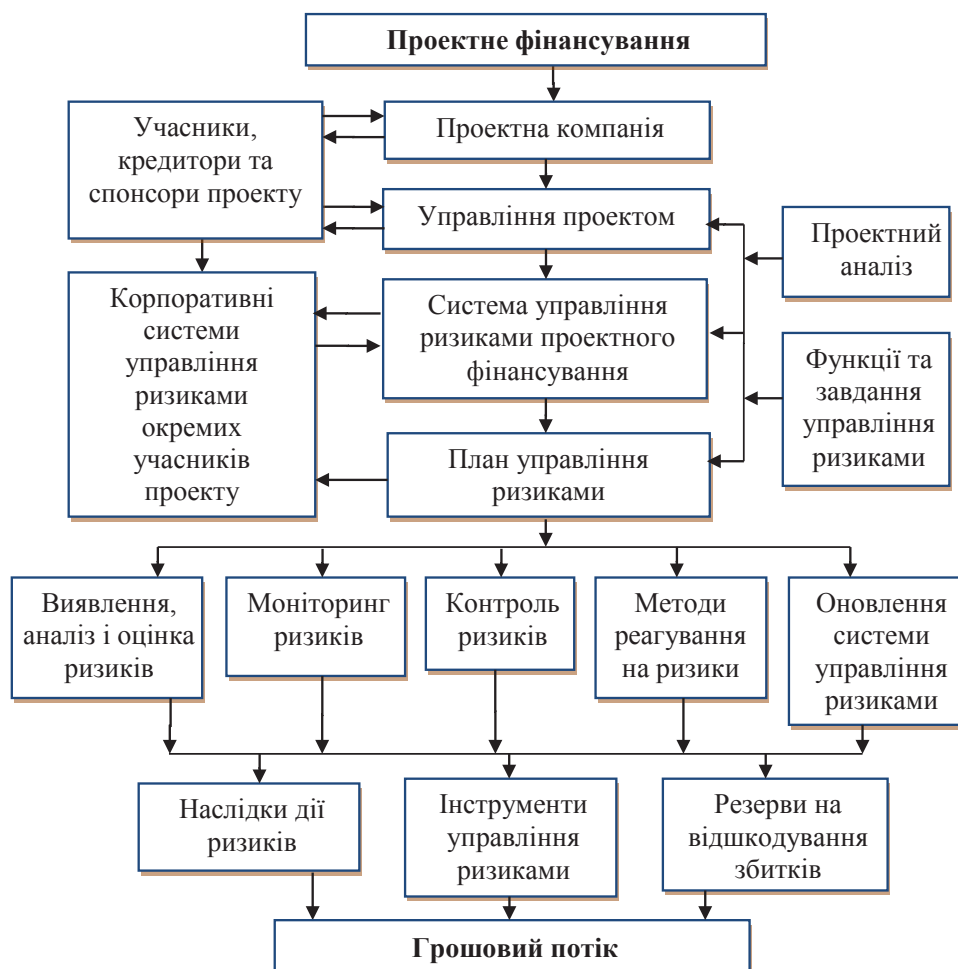 Проектне фінансування
Учасники,
кредитори та
спонсори проекту
Проектна компанія
Управління проектом
Проектний
аналіз
Корпоративні
системи
управління
ризиками
окремих
учасників
проекту
Система управління
ризиками проектного
фінансування
Функції та
завдання
управління
ризиками
План управління
ризиками
Виявлення,
аналіз і оцінка
ризиків
Моніторинг
ризиків
Контроль
ризиків
Методи
реагування
на ризики
Оновлення
системи
управління
ризиками
Наслідки дії
ризиків
Інструменти
управління
ризиками
Резерви на
відшкодування
збитків
Грошовий потік